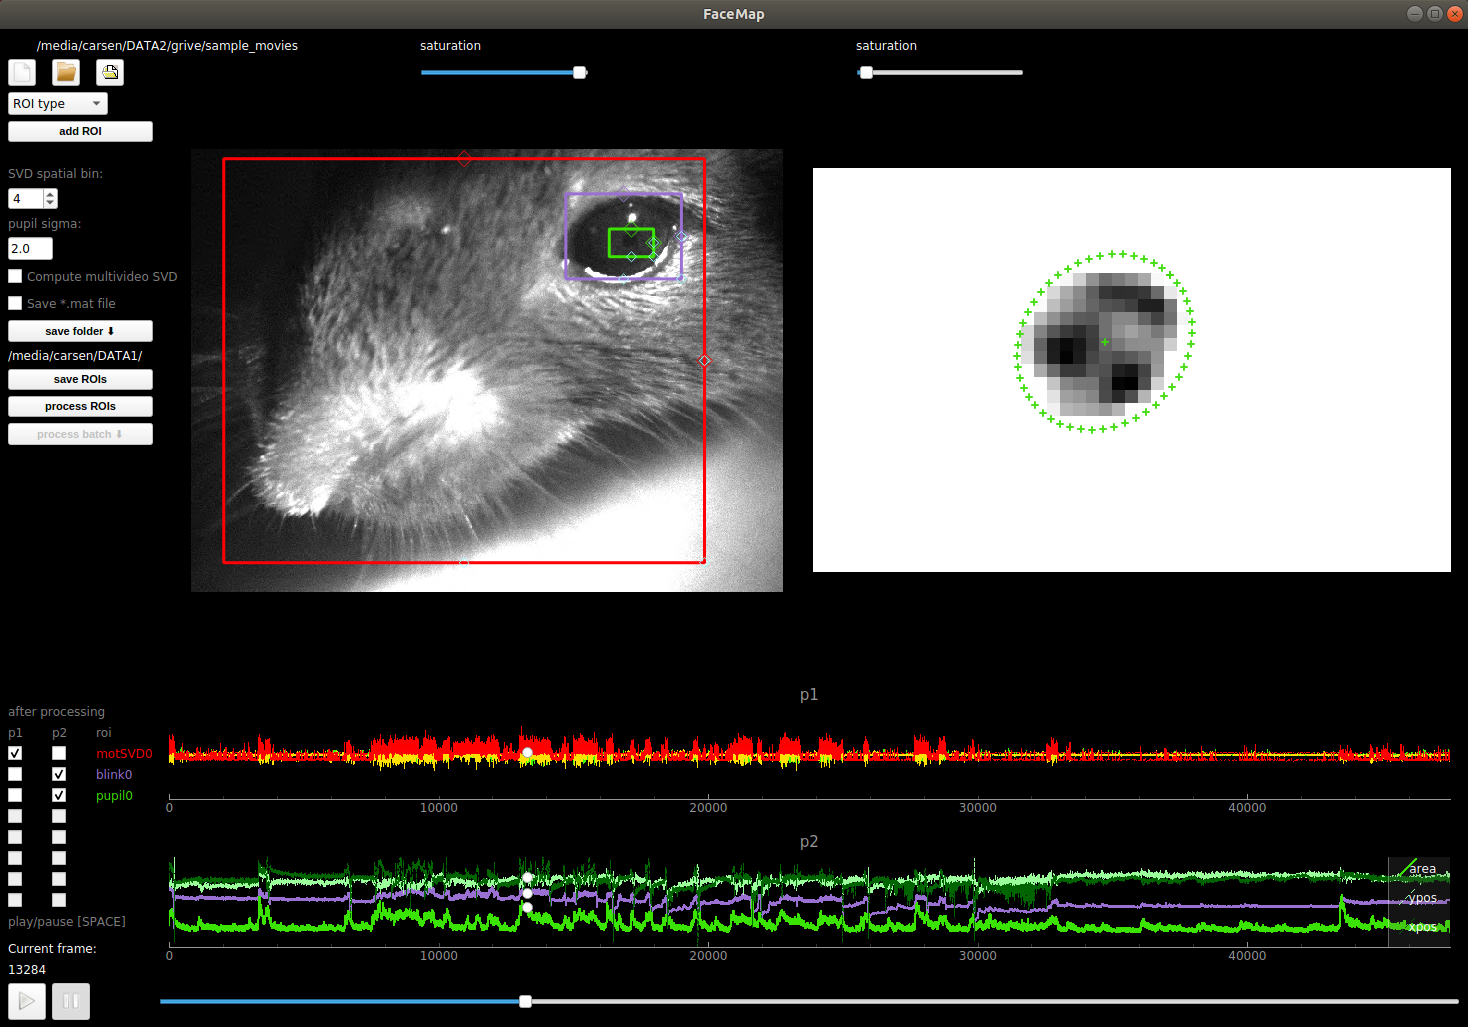 FaceMap
/media/carsen/DATA2/grive/sample_movies
saturation
saturation
ROI type
add ROI
SVD spatial bin:
4
pupil sigma:
2.0
Compute multivideo SVD
Save *.mat file
save folder ⬇
/media/carsen/DATA1/
save ROIs
process ROIs
process batch ⬇
after processing
p1 p2 roi
motSVD0
blink0
pupil0
play/pause [SPACE]
Current frame:
13284
p1
0 10000 20000 30000 40000
p2
area
ypos
xpos
0 10000 20000 30000 40000